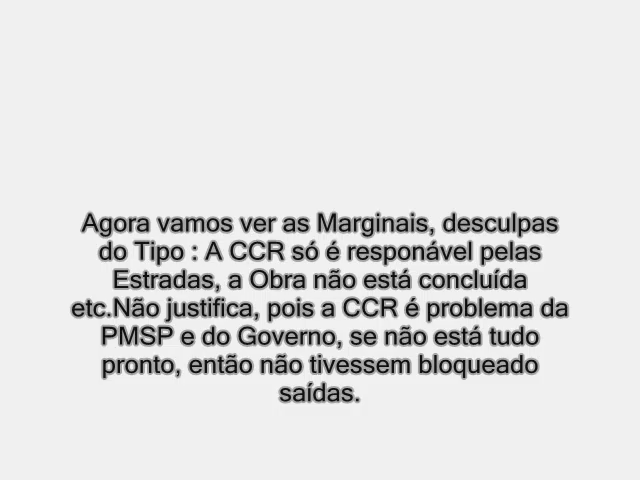 Agora vamos ver as Marginais, desculpas
do Tipo : A CCR só é responável pelas
Estradas, a Obra não está concluída
etc.Não justifica, pois a CCR é problema da
PMSP e do Governo, se não está tudo
pronto, então não tivessem bloqueado
saídas.